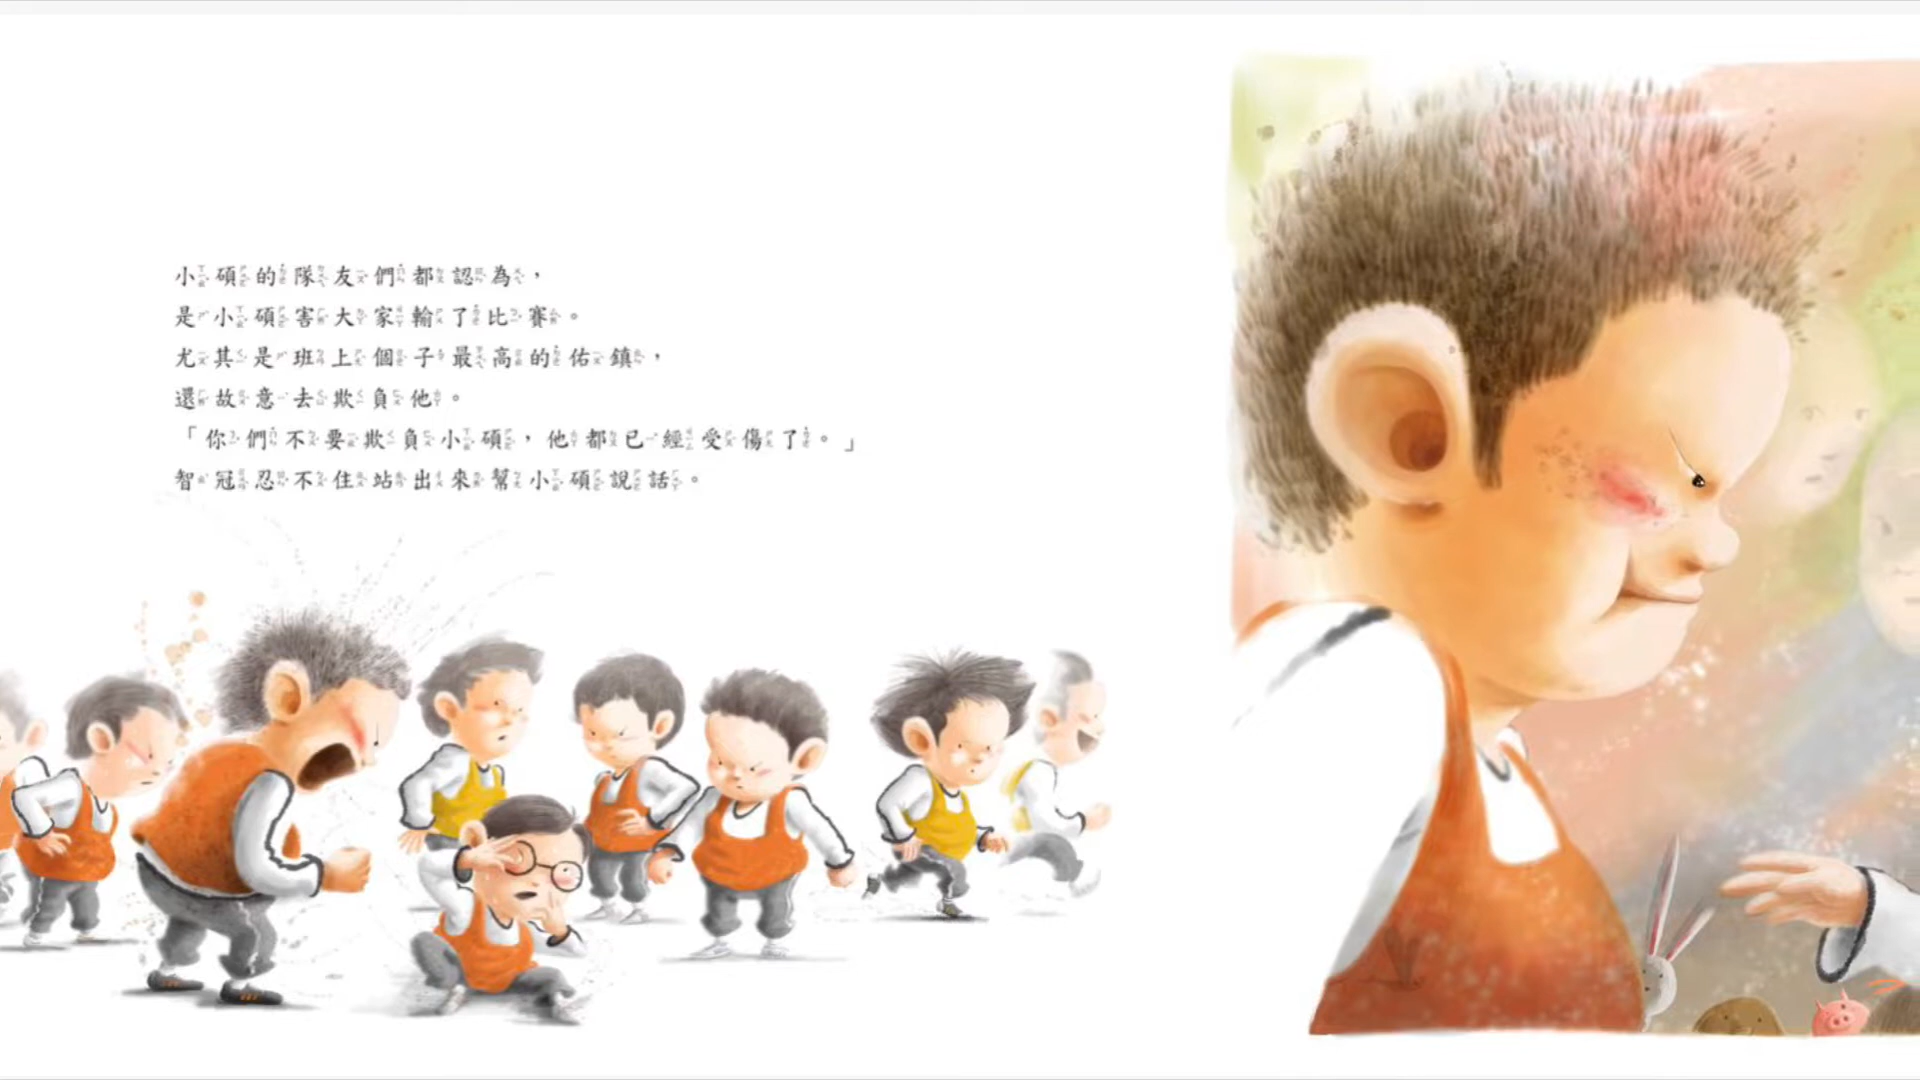 小碩的隊友們都認為，
是小碩害大家輸了比賽。
尤其是班上個子最高的佑鎮，
還故意去欺負他。
「你們不要欺負小碩，他都已經受傷了。」
智冠忍不住站出來幫小碩說話。